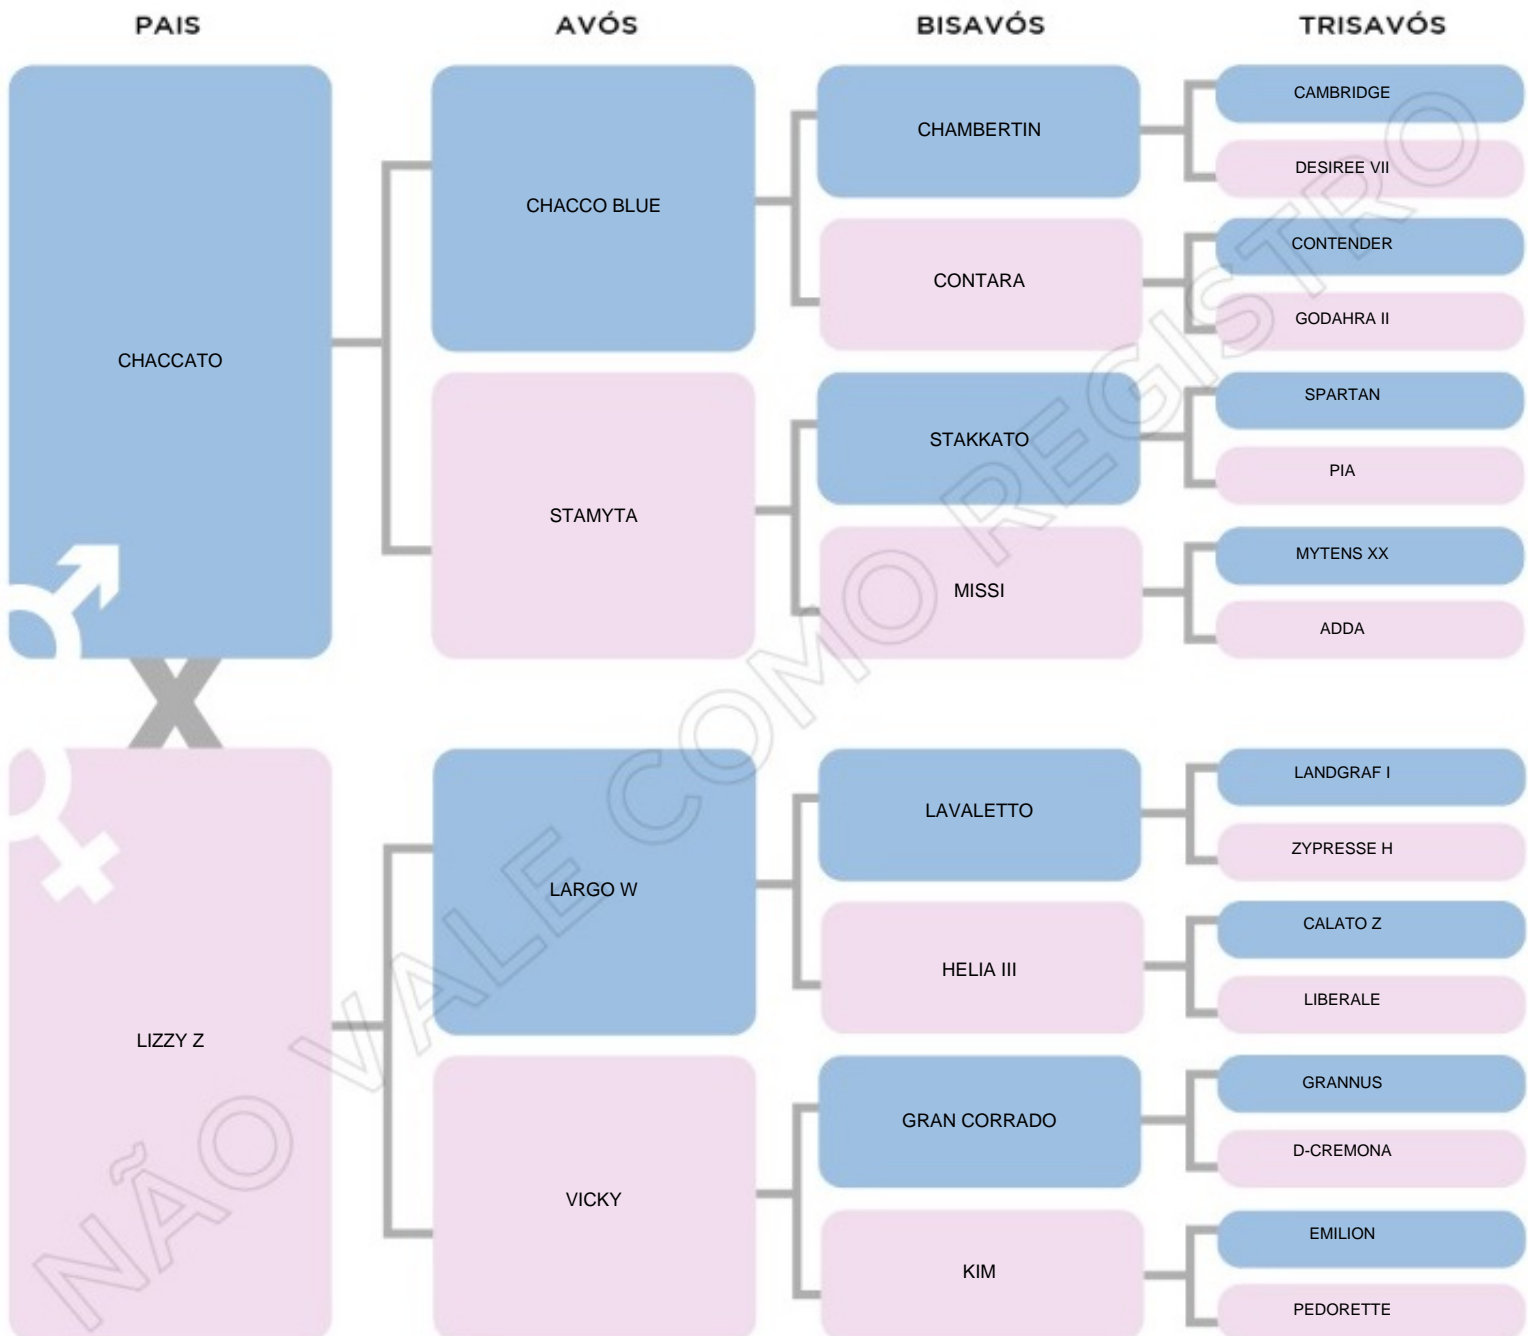 PAIS
AVÓS
BISAVÓS
TRISAVÓS
CHACCATO
CHACCO BLUE
CHAMBERTIN
CAMBRIDGE
DESIREE VII
CONTARA
CONTENDER
GODAHRA II
STAMYTA
STAKKATO
SPARTAN
PIA
MISSI
MYTENS XX
ADDA
X
LIZZY Z
LARGO W
LAVALETTO
LANDGRAF I
ZYPRESSE H
HELIA III
CALATO Z
LIBERALE
VICKY
GRAN CORRADO
GRANNUS
D-CREMONA
KIM
EMILION
PEDORETTE
NÃO VALE COMO REGISTRO